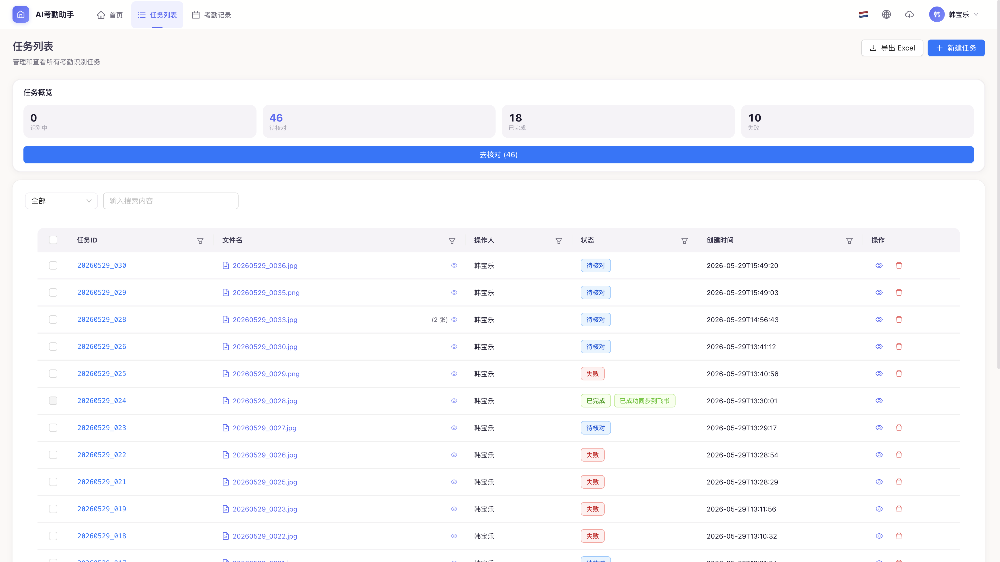 AI考勤助手 首页 任务列表 考勤记录 韩 韩宝乐
任务列表
管理和查看所有考勤识别任务
导出 Excel 新建任务
任务概览
0 46 18 10
识别中 待核对 已完成 失败
去核对 (46)
全部 输入搜索内容
任务ID 文件名 操作人 状态 创建时间 操作
20260529_030 20260529_0036.jpg 韩宝乐 待核对 2026-05-29T15:49:20
20260529_029 20260529_0035.png 韩宝乐 待核对 2026-05-29T15:49:03
20260529_028 20260529_0033.jpg (2 张) 韩宝乐 待核对 2026-05-29T14:56:43
20260529_026 20260529_0030.jpg 韩宝乐 待核对 2026-05-29T13:41:12
20260529_025 20260529_0029.png 韩宝乐 失败 2026-05-29T13:40:56
20260529_024 20260529_0028.jpg 韩宝乐 已完成 已成功同步到飞书 2026-05-29T13:30:01
20260529_023 20260529_0027.jpg 韩宝乐 待核对 2026-05-29T13:29:17
20260529_022 20260529_0026.jpg 韩宝乐 失败 2026-05-29T13:28:54
20260529_021 20260529_0025.jpg 韩宝乐 失败 2026-05-29T13:28:29
20260529_019 20260529_0023.jpg 韩宝乐 失败 2026-05-29T13:11:56
20260529_018 20260529_0022.jpg 韩宝乐 失败 2026-05-29T13:10:32